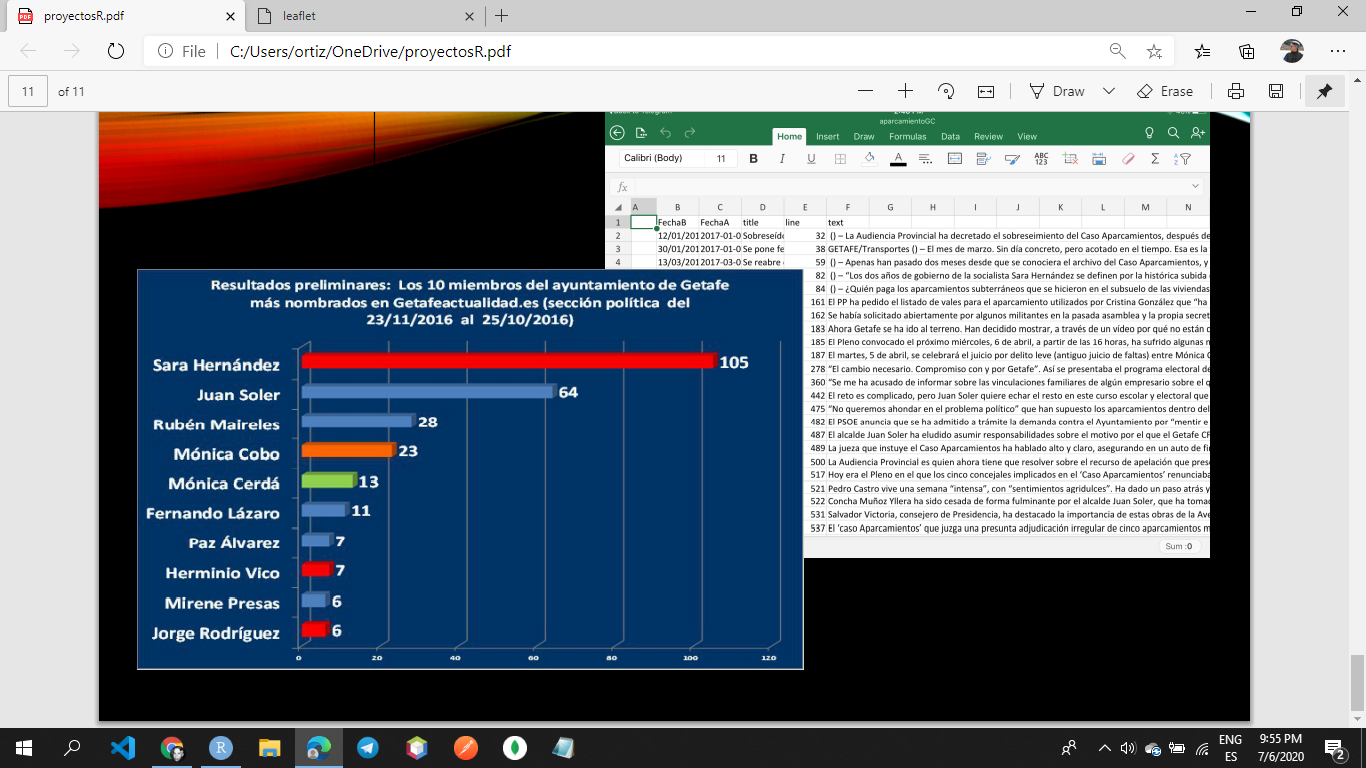 proyectosR.pdf
leaflet
File
C:/Users/ortiz/OneDrive/proyectosR.pdf
11 of 11
Draw
Erase
aparcamientoGC
Home Insert Draw Formulas Data Review View
Calibri (Body) 11 B I U A ABC 123
fx
A B C D E F G H I J K L M N
1 FechaB FechaA title line text
2 12/01/201 2017-01-0 Sobreseído 32 () – La Audiencia Provincial ha decretado el sobreseimiento del Caso Aparcamientos, después de
3 30/01/201 2017-01-0 Se pone fe 38 GETAFE/Transportes () – El mes de marzo. Sin día concreto, pero acotado en el tiempo. Esa es la
4 13/03/201 2017-03-0 Se reabre 59 () – Apenas han pasado dos meses desde que se conociera el archivo del Caso Aparcamientos, y
82 () – “Los dos años de gobierno de la socialista Sara Hernández se definen por la histórica subida
84 () – ¿Quién paga los aparcamientos subterráneos que se hicieron en el subsuelo de las viviendas
161 El PP ha pedido el listado de vales para el aparcamiento utilizados por Cristina González que “ha
162 Se había solicitado abiertamente por algunos militantes en la pasada asamblea y la propia secret
183 Ahora Getafe se ha ido al terreno. Han decidido mostrar, a través de un vídeo por qué no están
185 El Pleno convocado el próximo miércoles, 6 de abril, a partir de las 16 horas, ha sufrido algunas
187 El martes, 5 de abril, se celebrará el juicio por delito leve (antiguo juicio de faltas) entre Mónica
278 “El cambio necesario. Compromiso con y por Getafe”. Así se presentaba el programa electoral de
360 “Se me ha acusado de informar sobre las vinculaciones familiares de algún empresario sobre el
442 El reto es complicado, pero Juan Soler quiere echar el resto en este curso escolar y electoral que
475 “No queremos ahondar en el problema político” que han supuesto los aparcamientos dentro del
482 El PSOE anuncia que se ha admitido a trámite la demanda contra el Ayuntamiento por “mentir e
487 El alcalde Juan Soler ha eludido asumir responsabilidades sobre el motivo por el que el Getafe CF
489 La jueza que instuye el Caso Aparcamientos ha hablado alto y claro, asegurando en un auto de
500 La Audiencia Provincial es quien ahora tiene que resolver sobre el recurso de apelación que
517 Hoy era el Pleno en el que los cinco concejales implicados en el ‘Caso Aparcamientos’ renunciaba
521 Pedro Castro vive una semana “intensa”, con “sentimientos agridulces”. Ha dado un paso atrás y
522 Concha Muñoz Yllera ha sido cesada de forma fulminante por el alcalde Juan Soler, que ha
531 Salvador Victoria, consejero de Presidencia, ha destacado la importancia de estas obras de la
537 El ‘caso Aparcamientos’ que juzga una presunta adjudicación irregular de cinco aparcamientos
Sum :0
Resultados preliminares: Los 10 miembros del ayuntamiento de Getafe
más nombrados en Getafeactualidad.es (sección política del
23/11/2016 al 25/10/2016)
Sara Hernández 105
Juan Soler 64
Rubén Maireles 28
Mónica Cobo 23
Mónica Cerdá 13
Fernando Lázaro 11
Paz Álvarez 7
Herminio Vico 7
Mirene Presas 6
Jorge Rodríguez 6
0 20 40 60 80 100 120
ENG
ES
9:55 PM
7/6/2020
2